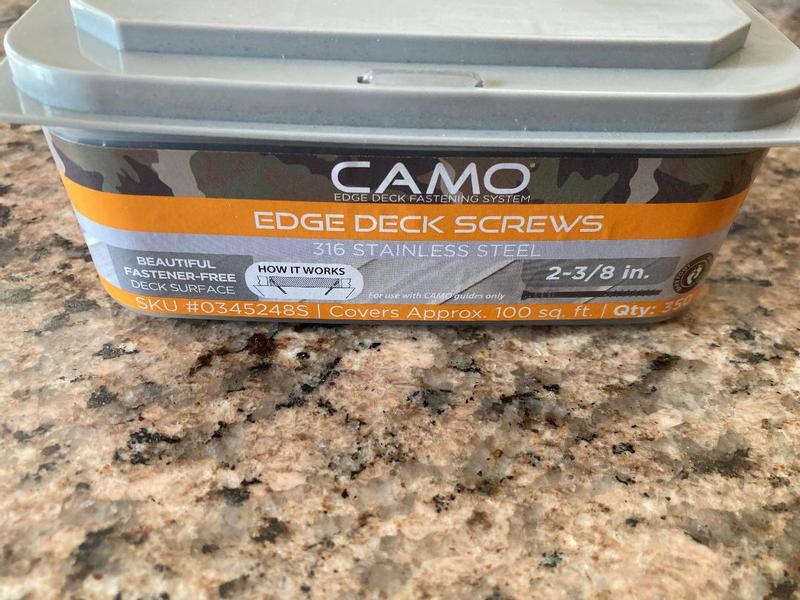 CAMO
EDGE DECK FASTENING SYSTEM
EDGE DECK SCREWS
316 STAINLESS STEEL
BEAUTIFUL
FASTENER-FREE
DECK SURFACE
HOW IT WORKS
For use with CAMO guides only
2-3/8 in.
SKU #0345248S | Covers Approx. 100 sq. ft. | Qty: 350